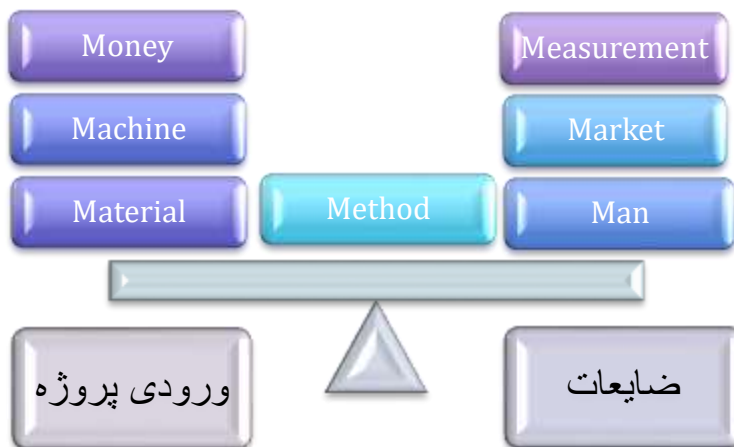 Money
Measurement
Machine
Market
Material
Method
Man
ورودی پروژه
ضایعات